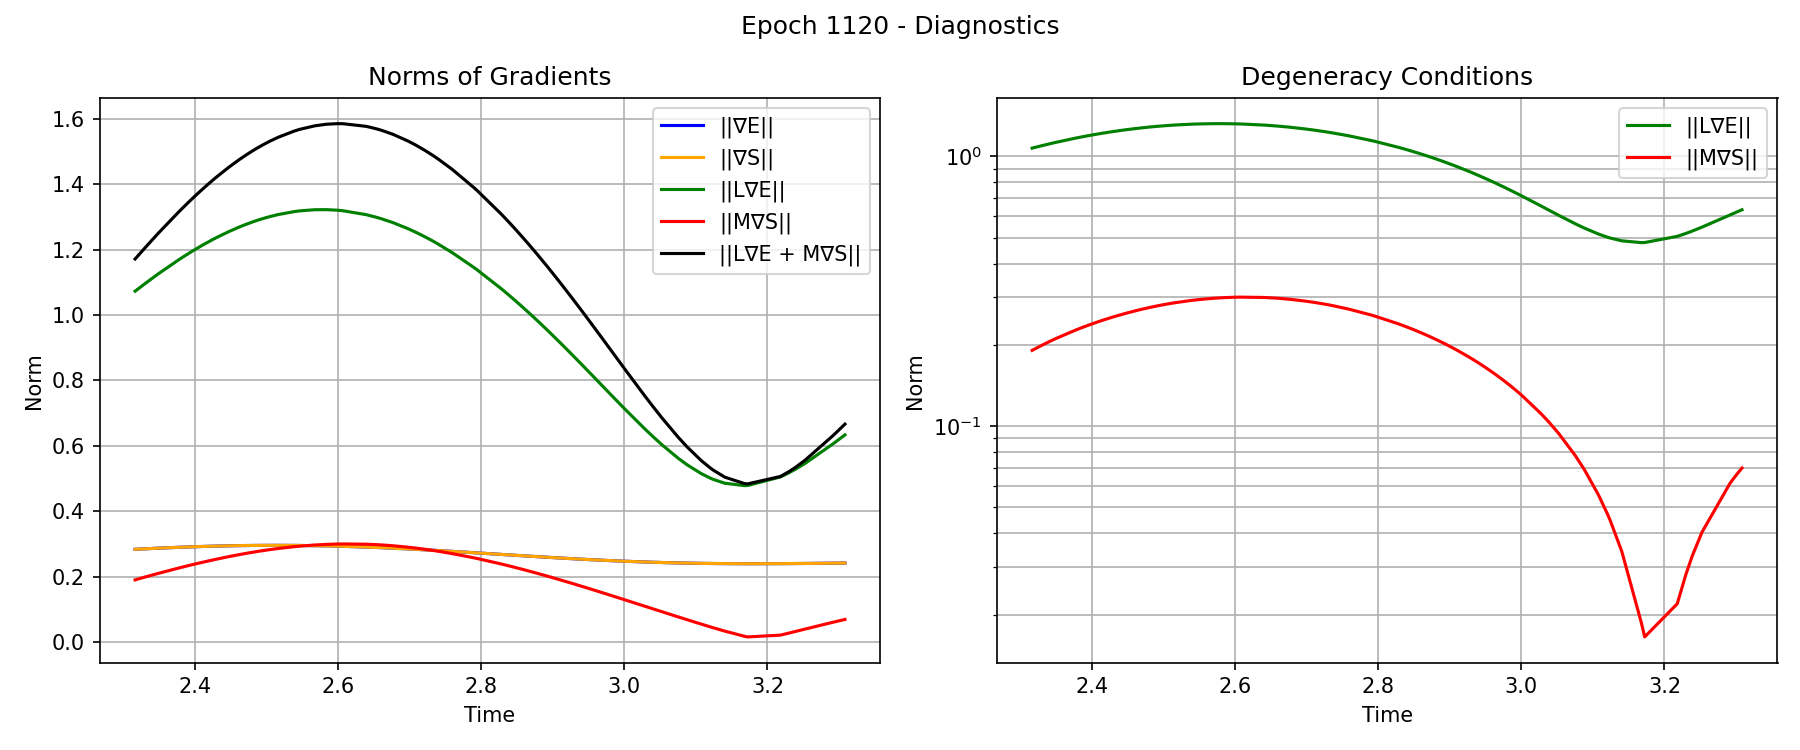 Epoch 1120 - Diagnostics
Norms of Gradients
Norm
1.6
1.4
1.2
1.0
0.8
0.6
0.4
0.2
0.0
||∇E||
||∇S||
||L∇E||
||M∇S||
||L∇E + M∇S||
2.4 2.6 2.8 3.0 3.2
Time
Degeneracy Conditions
Norm
10⁰
10⁻¹
||L∇E||
||M∇S||
2.4 2.6 2.8 3.0 3.2
Time